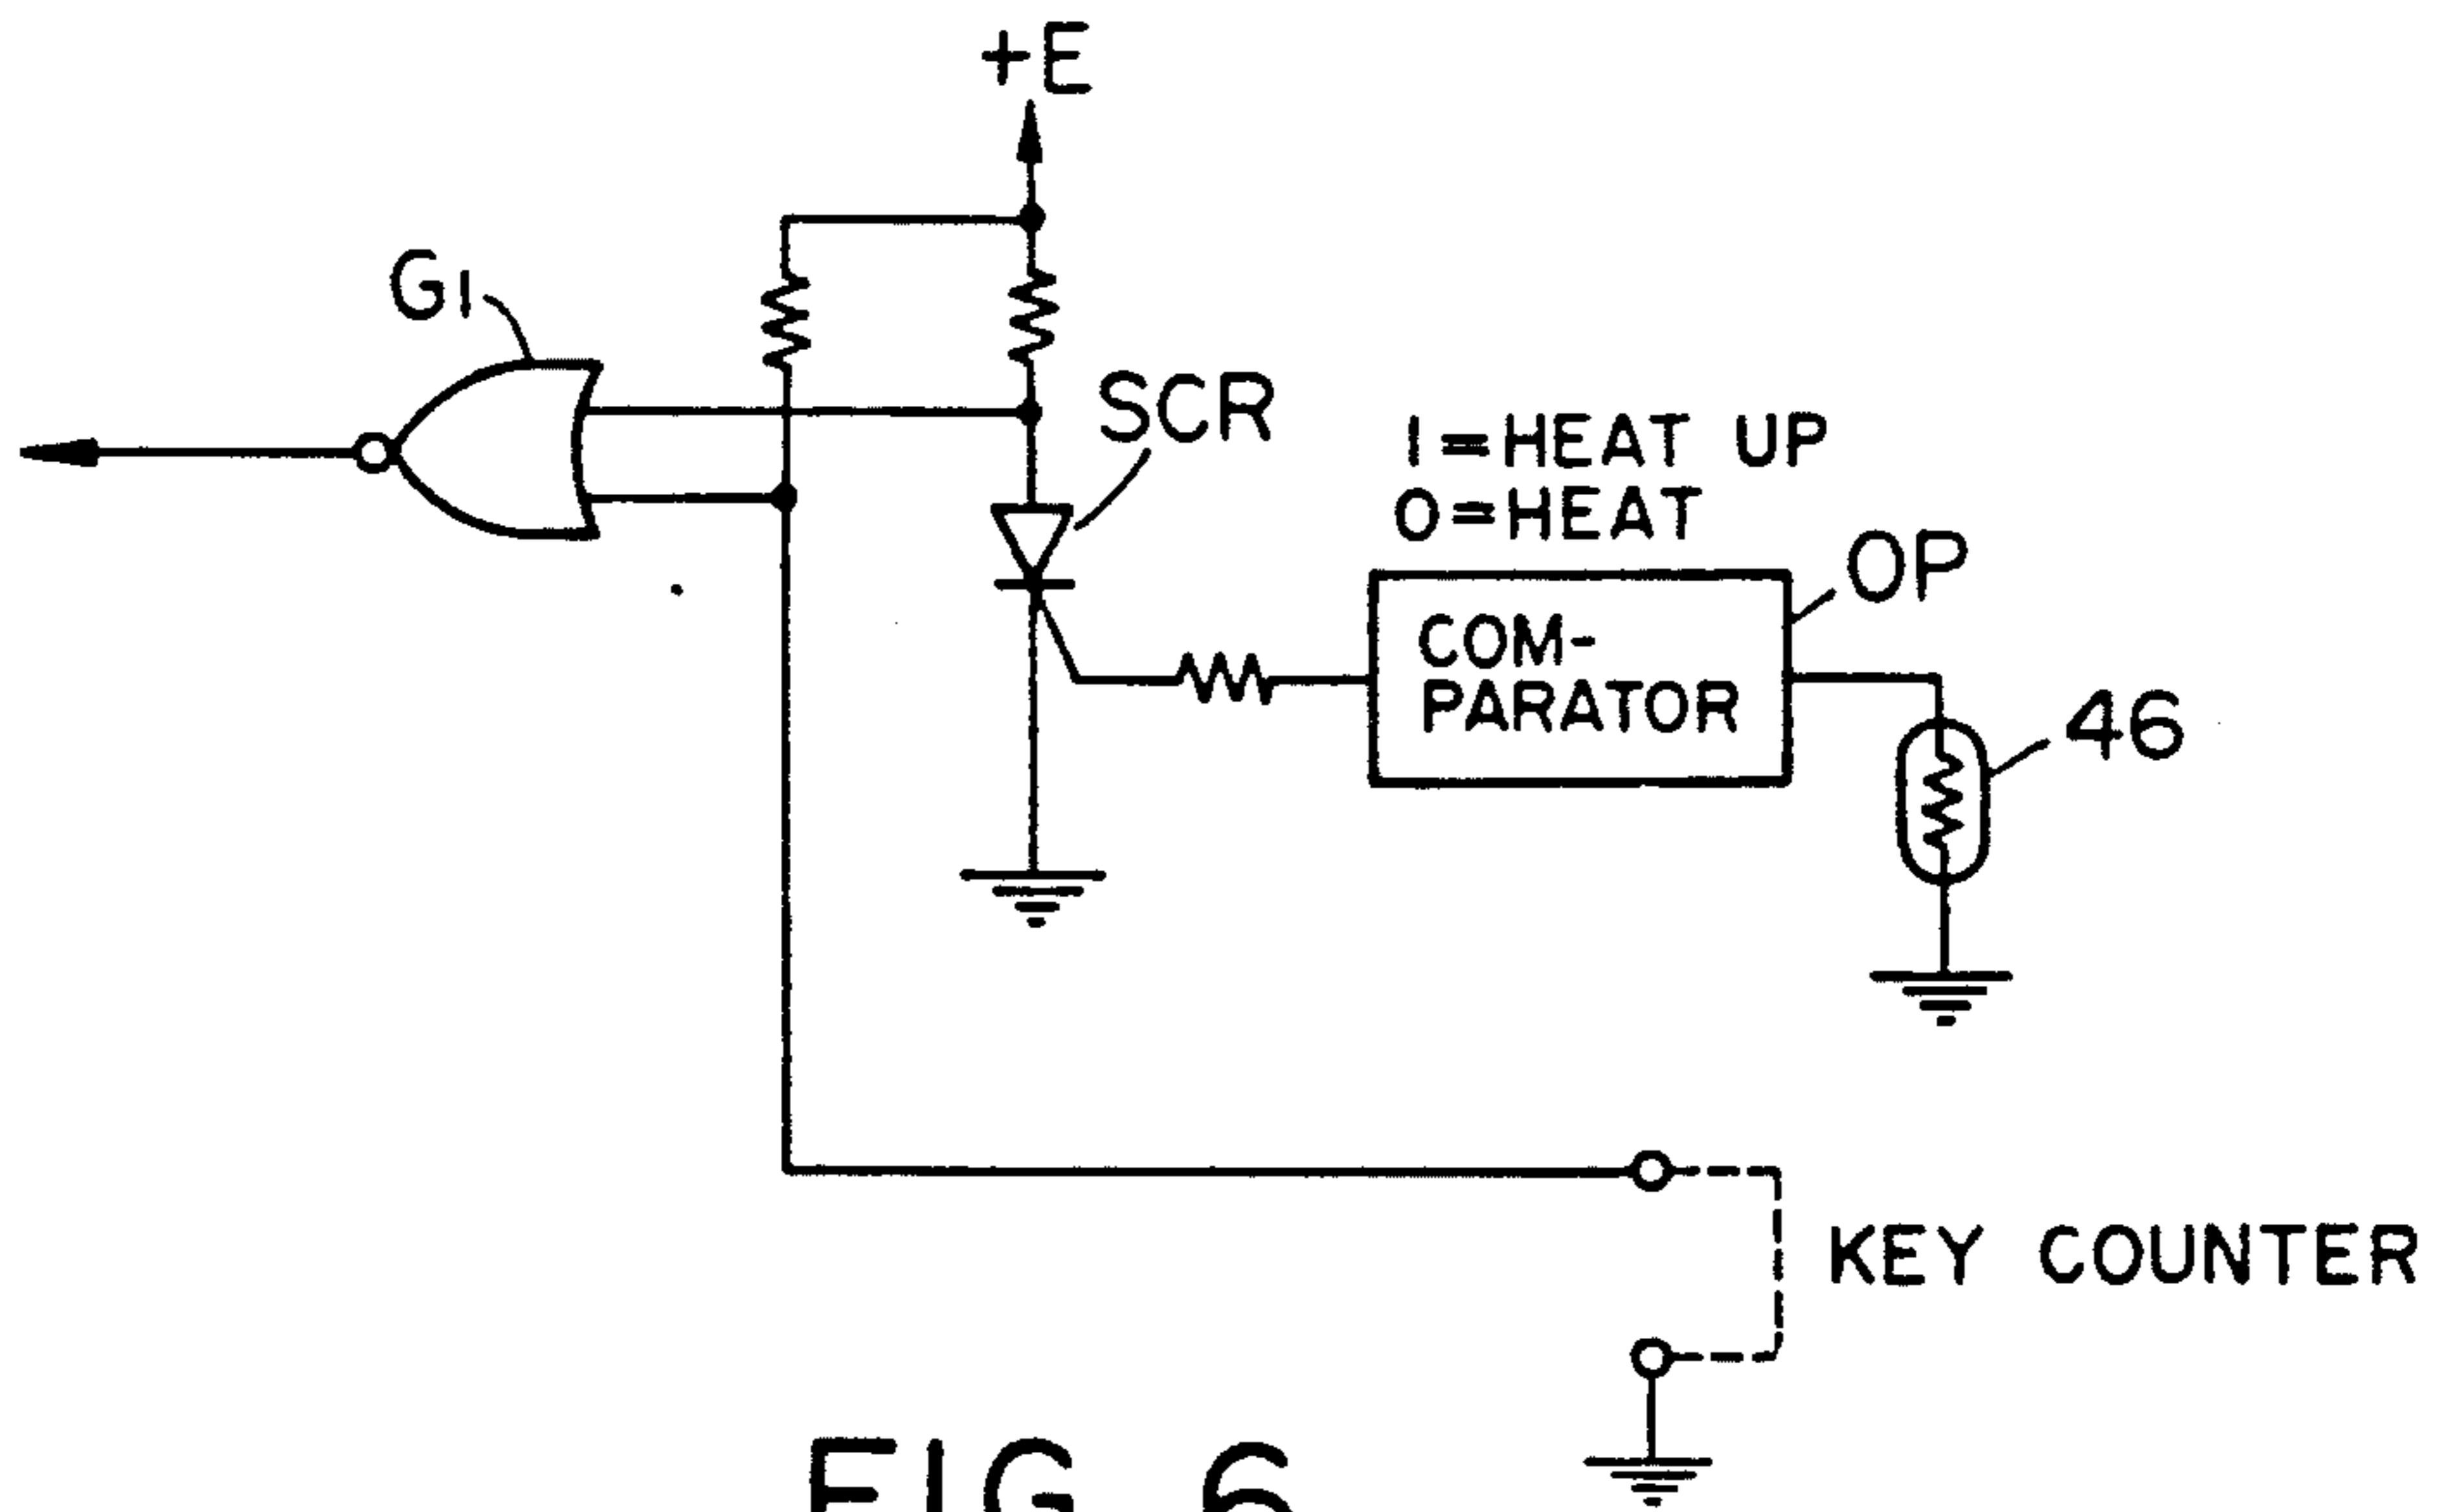 +E
G1
SCR
1=HEAT UP
0=HEAT
OP
COM-
PARATOR
46
KEY COUNTER
FIG 6